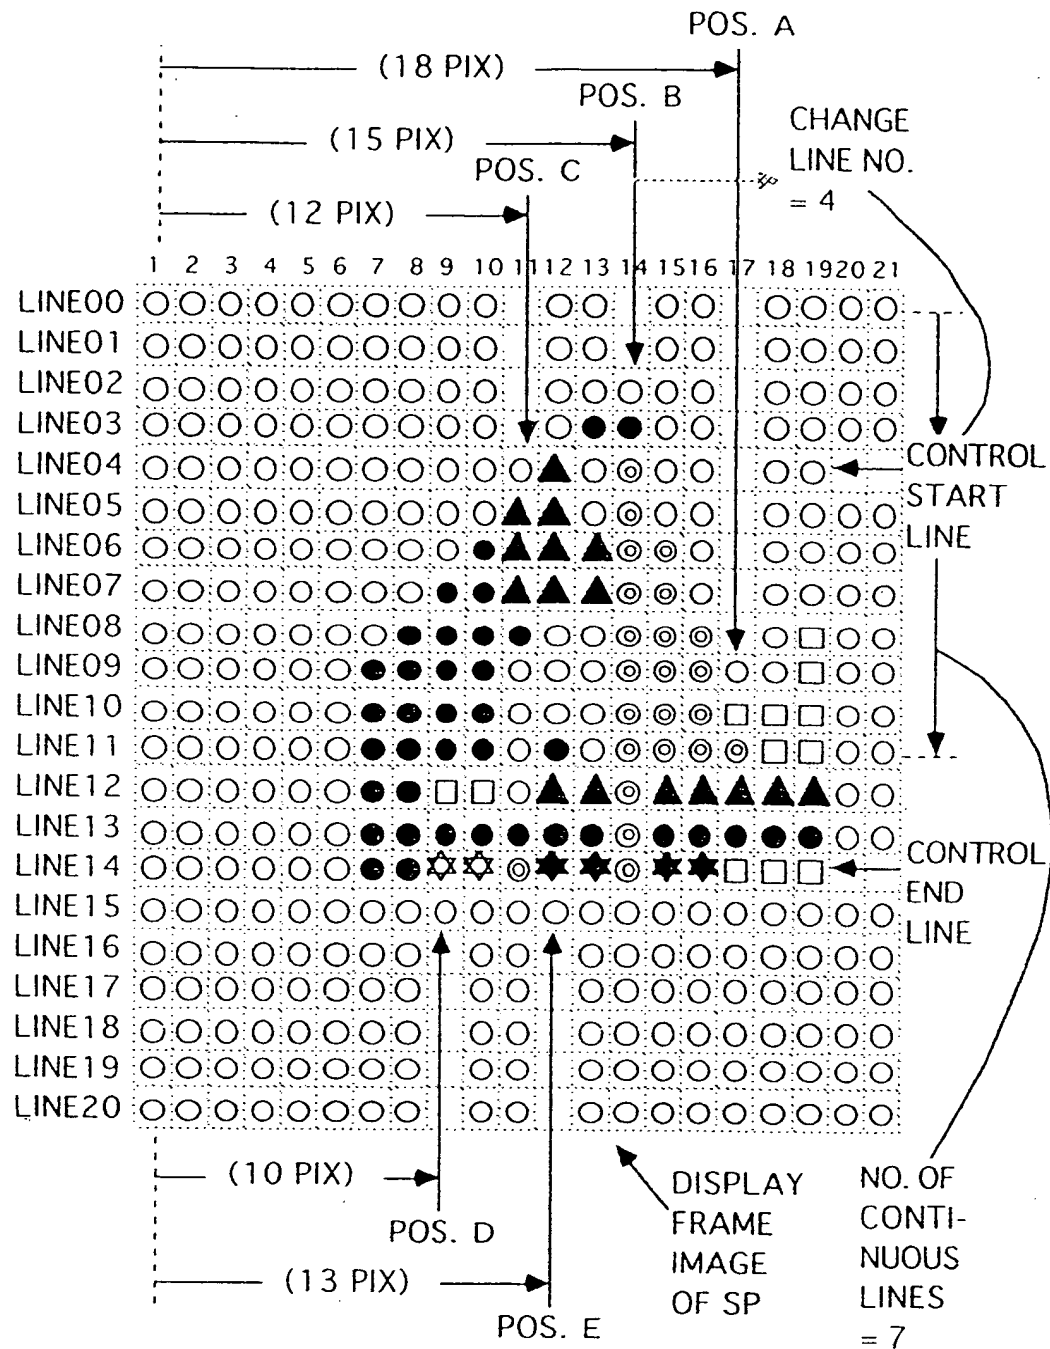 POS. A
(18 PIX)
POS. B
(15 PIX)
CHANGE
LINE NO.
= 4
POS. C
(12 PIX)
1 2 3 4 5 6 7 8 9 10 11 12 13 14 15 16 17 18 19 20 21
LINE00
LINE01
LINE02
LINE03
LINE04
LINE05
LINE06
LINE07
LINE08
LINE09
LINE10
LINE11
LINE12
LINE13
LINE14
LINE15
LINE16
LINE17
LINE18
LINE19
LINE20
CONTROL
START
LINE
CONTROL
END
LINE
(10 PIX)
POS. D
(13 PIX)
POS. E
DISPLAY
FRAME
IMAGE
OF SP
NO. OF
CONTI-
NUOUS
LINES
= 7